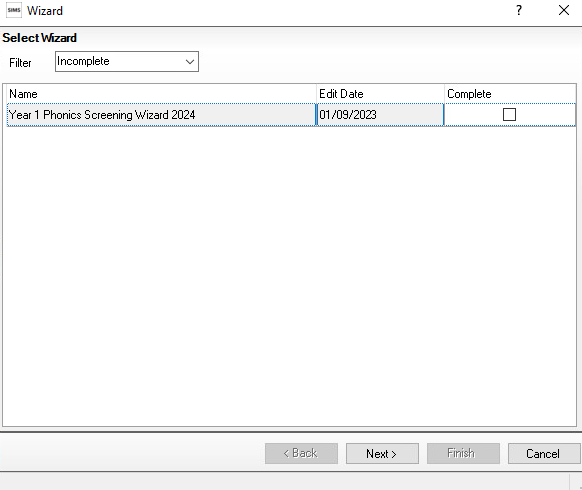 SIMS Wizard ?
Select Wizard
Filter Incomplete
Name Edit Date Complete
Year 1 Phonics Screening Wizard 2024 01/09/2023
< Back Next > Finish Cancel